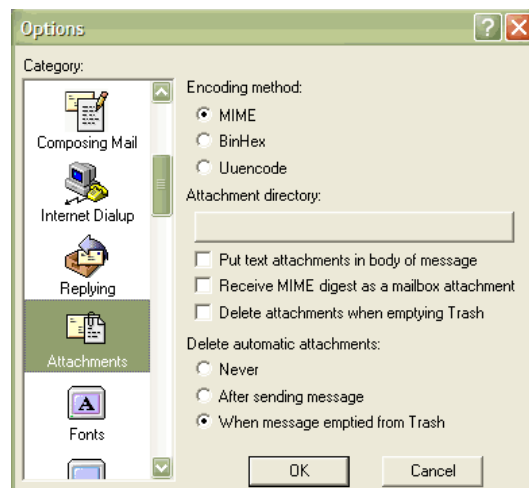 Options
Category:
Composing Mail
Internet Dialup
Replying
Attachments
A
Fonts
Encoding method:
MIME
BinHex
Uuencode
Attachment directory:
Put text attachments in body of message
Receive MIME digest as a mailbox attachment
Delete attachments when emptying Trash
Delete automatic attachments:
Never
After sending message
When message emptied from Trash
OK
Cancel